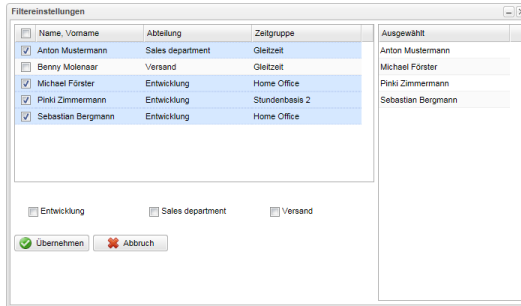 Filtereinstellungen
Name, Vorname Abteilung Zeitgruppe
Anton Mustermann Sales department Gleitzeit
Benny Molenaar Versand Gleitzeit
Michael Förster Entwicklung Home Office
Pinki Zimmermann Entwicklung Stundenbasis 2
Sebastian Bergmann Entwicklung Home Office
Ausgewählt
Anton Mustermann
Michael Förster
Pinki Zimmermann
Sebastian Bergmann
Entwicklung Sales department Versand
Übernehmen Abbruch